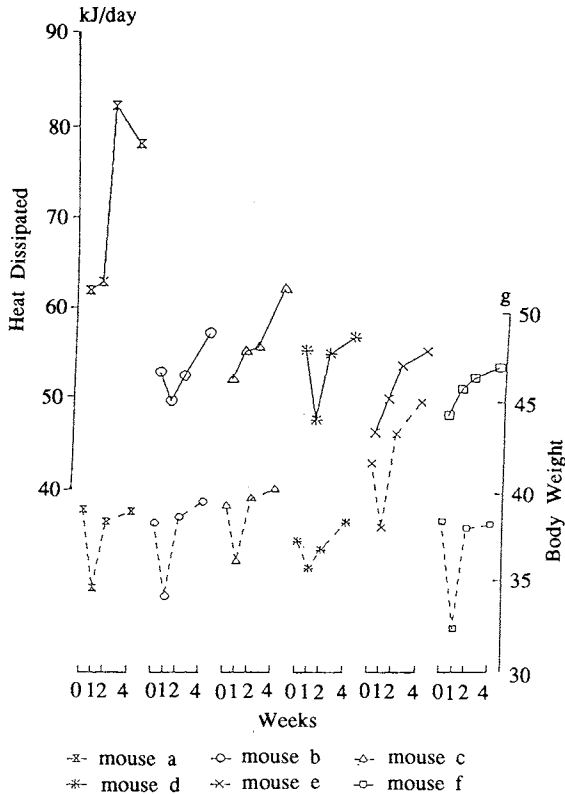 kJ/day
90
80
70
60
50
40
Heat Dissipated
g
50
45
40
35
30
Body Weight
0 1 2 4 0 1 2 4 0 1 2 4 0 1 2 4 0 1 2 4 0 1 2 4
Weeks
mouse a mouse b mouse c
mouse d mouse e mouse f